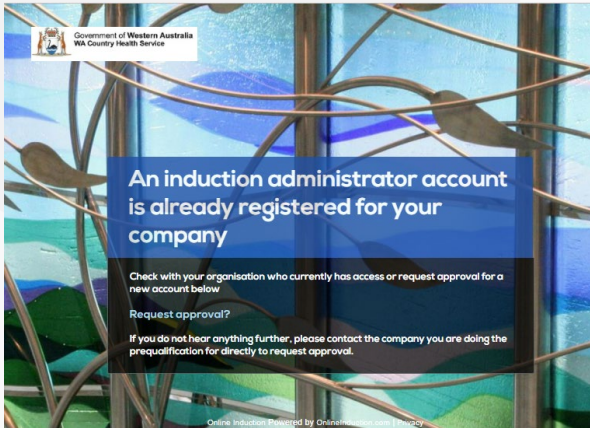 Government of Western Australia
WA Country Health Service
An induction administrator account
is already registered for your
company
Check with your organisation who currently has access or request approval for a
new account below
Request approval?
If you do not hear anything further, please contact the company you are doing the
prequalification for directly to request approval.
Online Induction Powered by OnlineInduction.com | Privacy